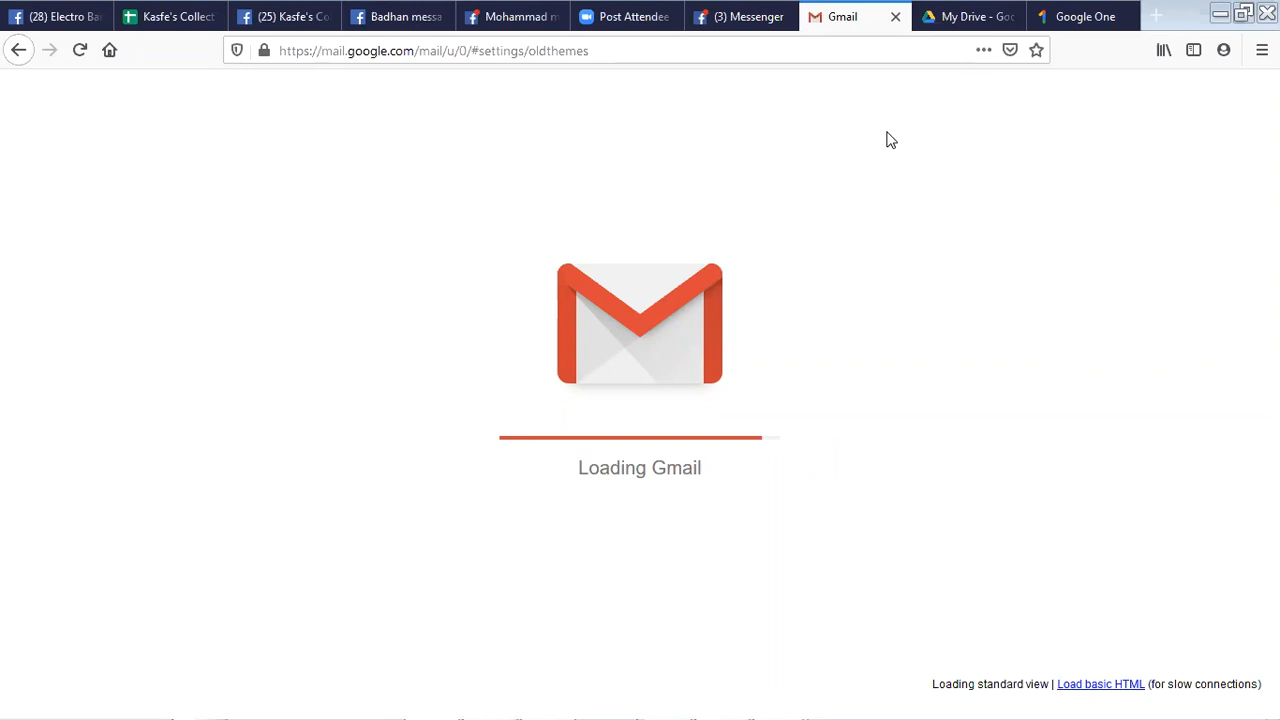 (28) Electro Ba
Kasfe's Collect
(25) Kasfe's Co
Badhan messa
Mohammad m
Post Attendee
(3) Messenger
Gmail
My Drive - Goo
Google One
https://mail.google.com/mail/u/0/#settings/oldthemes
Loading Gmail
Loading standard view | Load basic HTML (for slow connections)